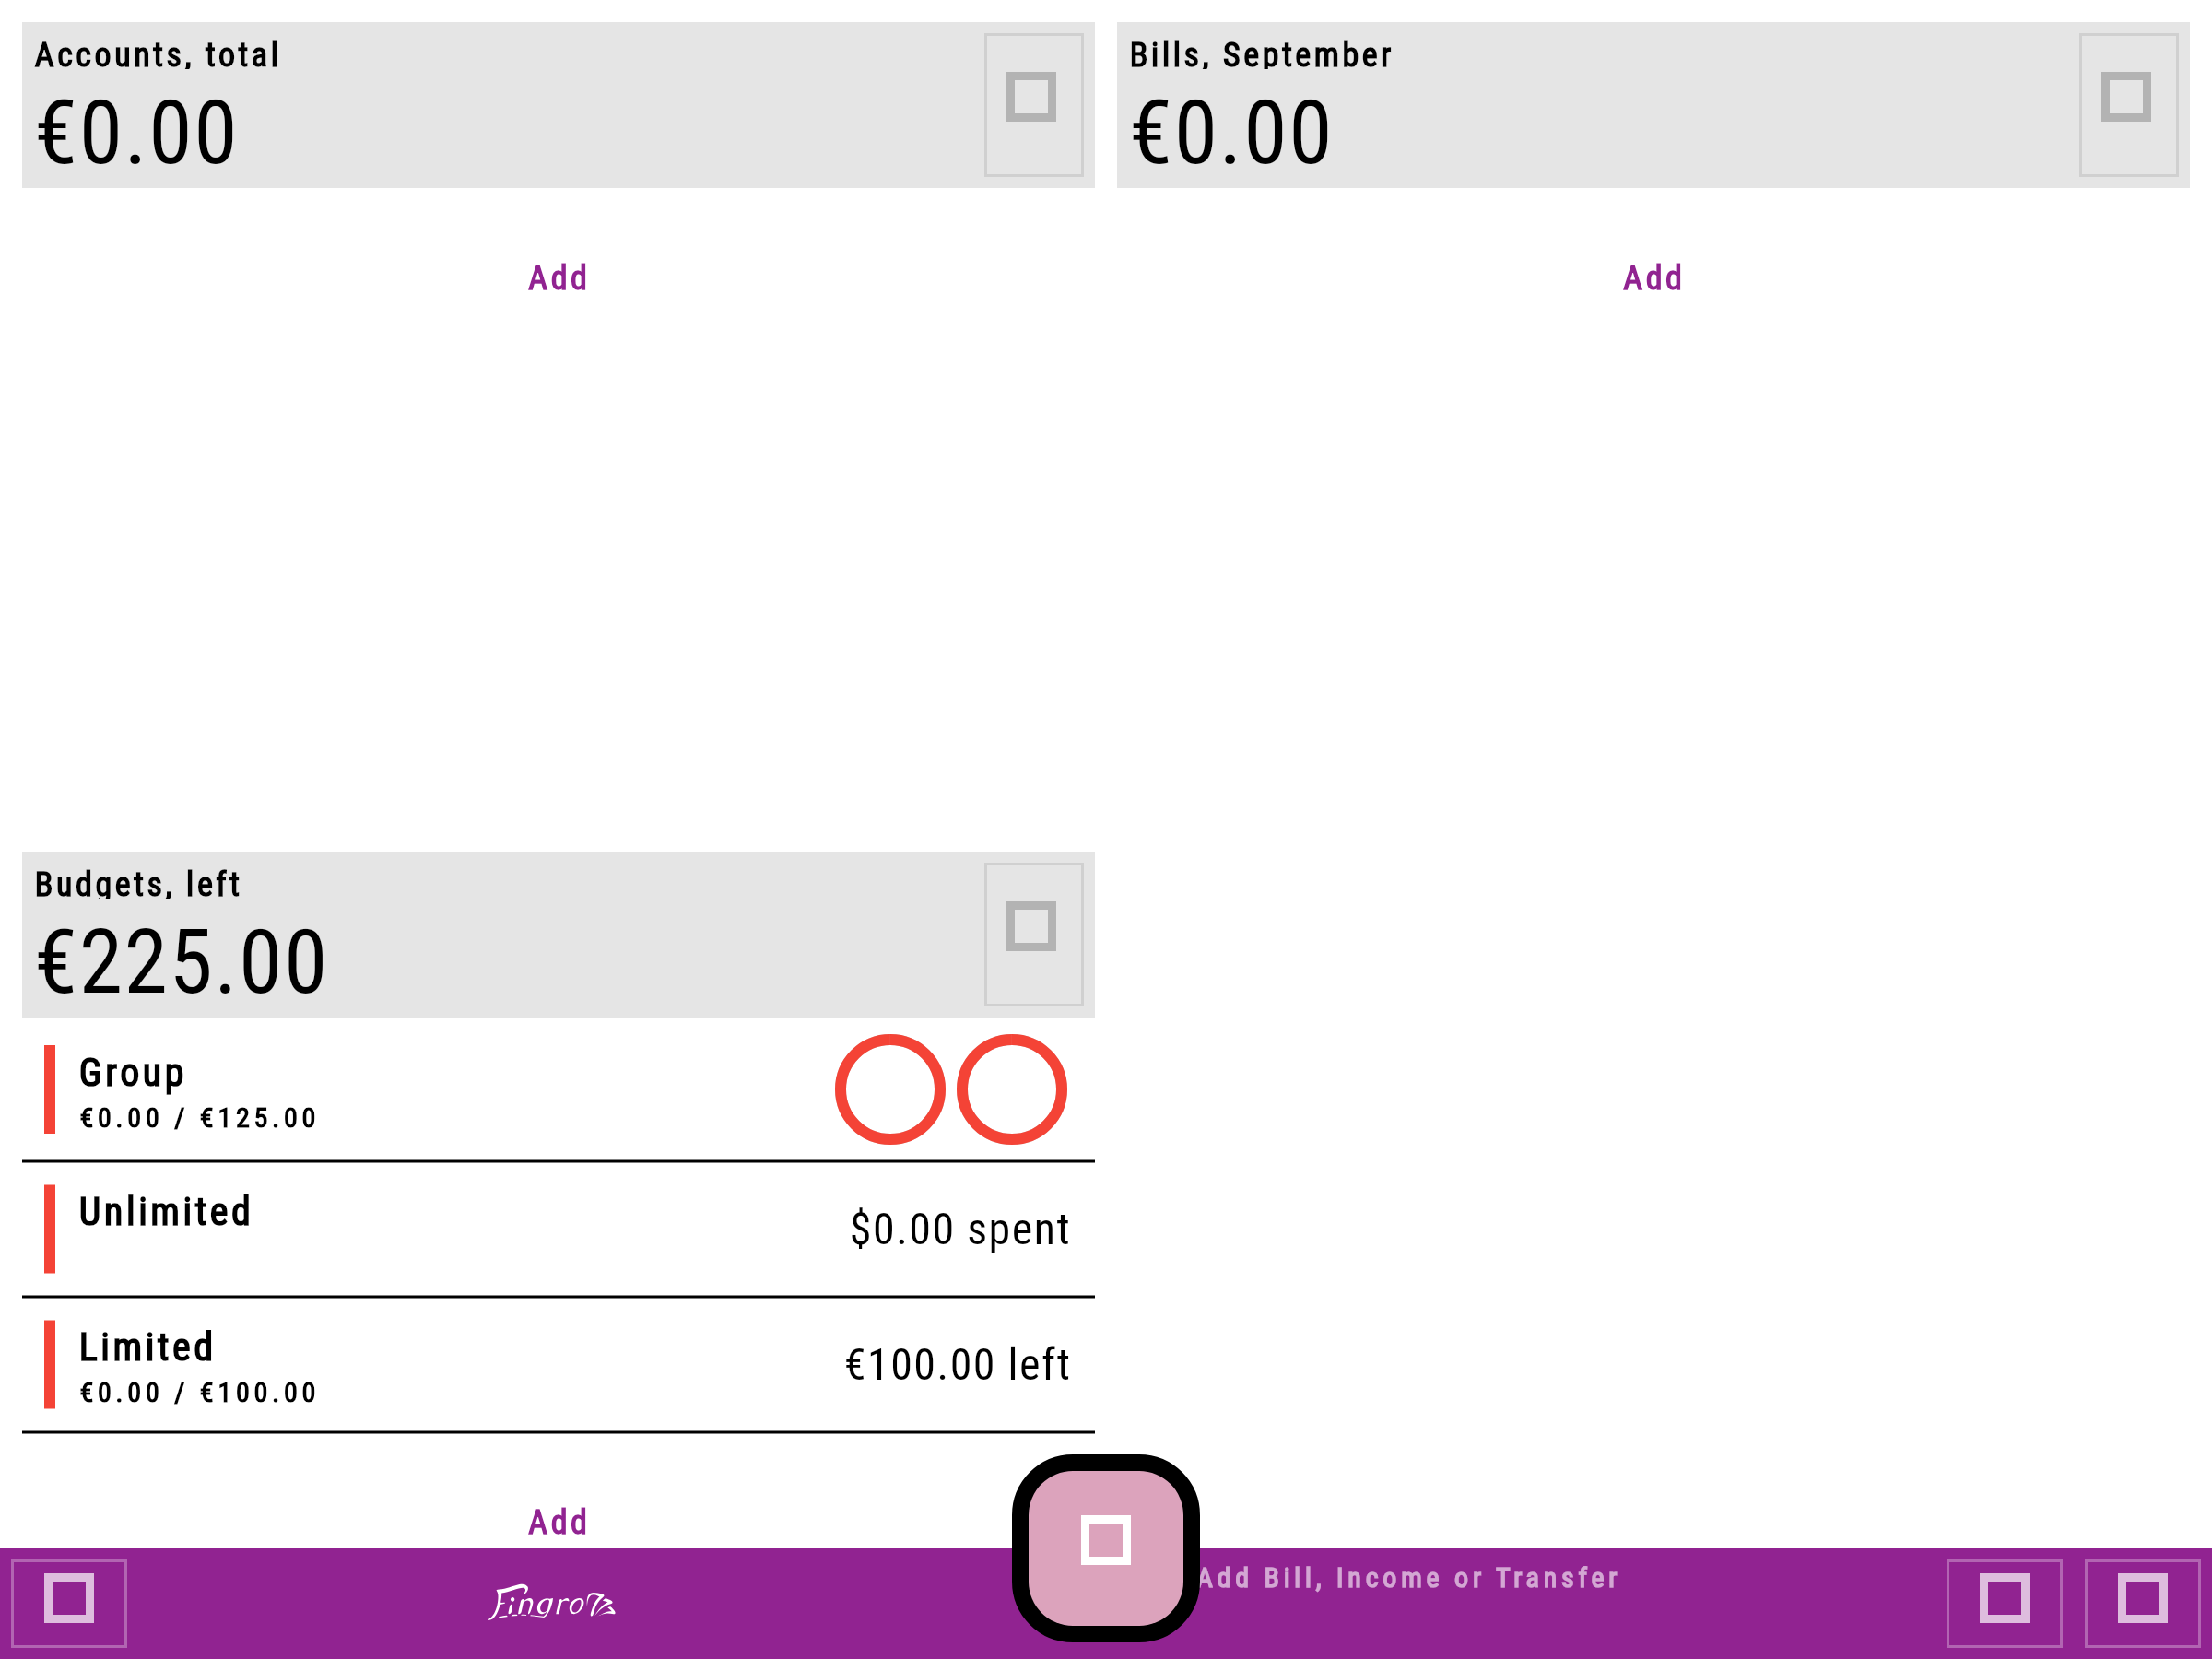 Accounts, total
€0.00
Add
Bills, September
€0.00
Add
Budgets, left
€225.00
Group
€0.00 / €125.00
Unlimited
$0.00 spent
Limited
€0.00 / €100.00
€100.00 left
Add
Add Bill, Income or Transfer